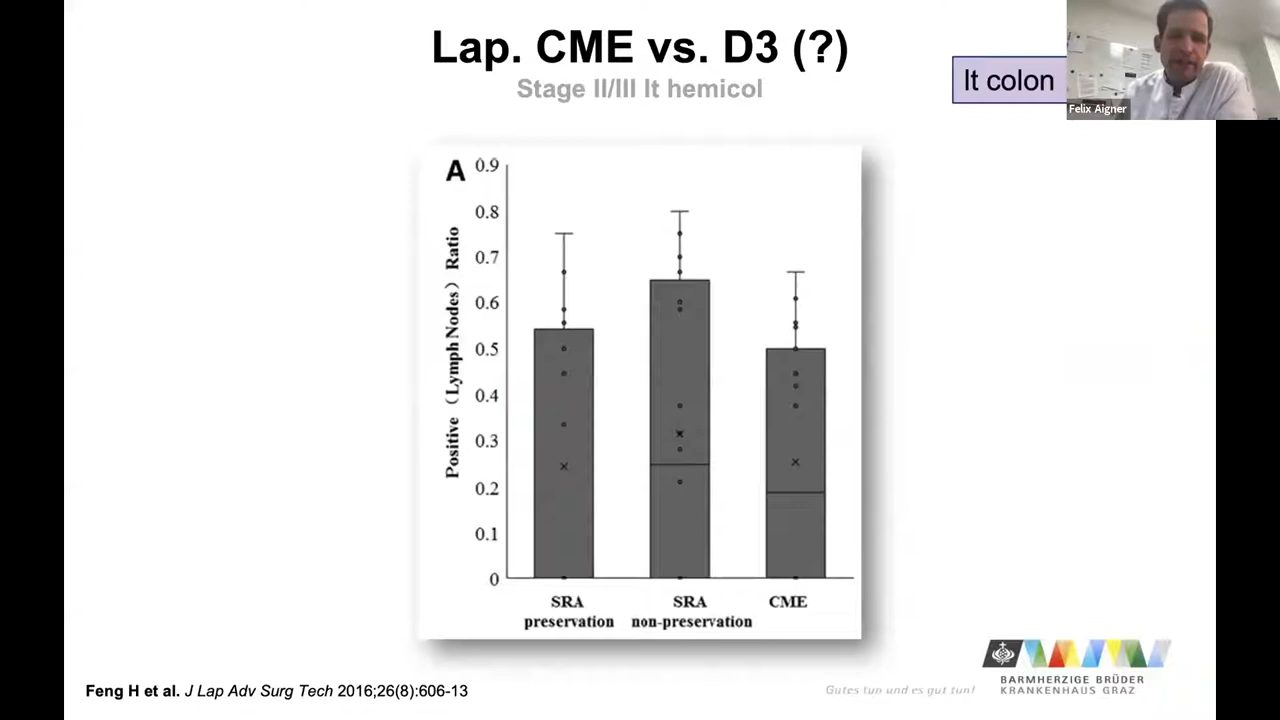 Lap. CME vs. D3 (?)
Stage II/III lt hemicol
lt colon
Felix Aigner
A
Positive (Lymph Nodes) Ratio
0.9
0.8
0.7
0.6
0.5
0.4
0.3
0.2
0.1
0
SRA preservation
SRA non-preservation
CME
Feng H et al. J Lap Adv Surg Tech 2016;26(8):606-13
Gutes tun und es gut tun!
BARMHERZIGE BRÜDER
KRANKENHAUS GRAZ